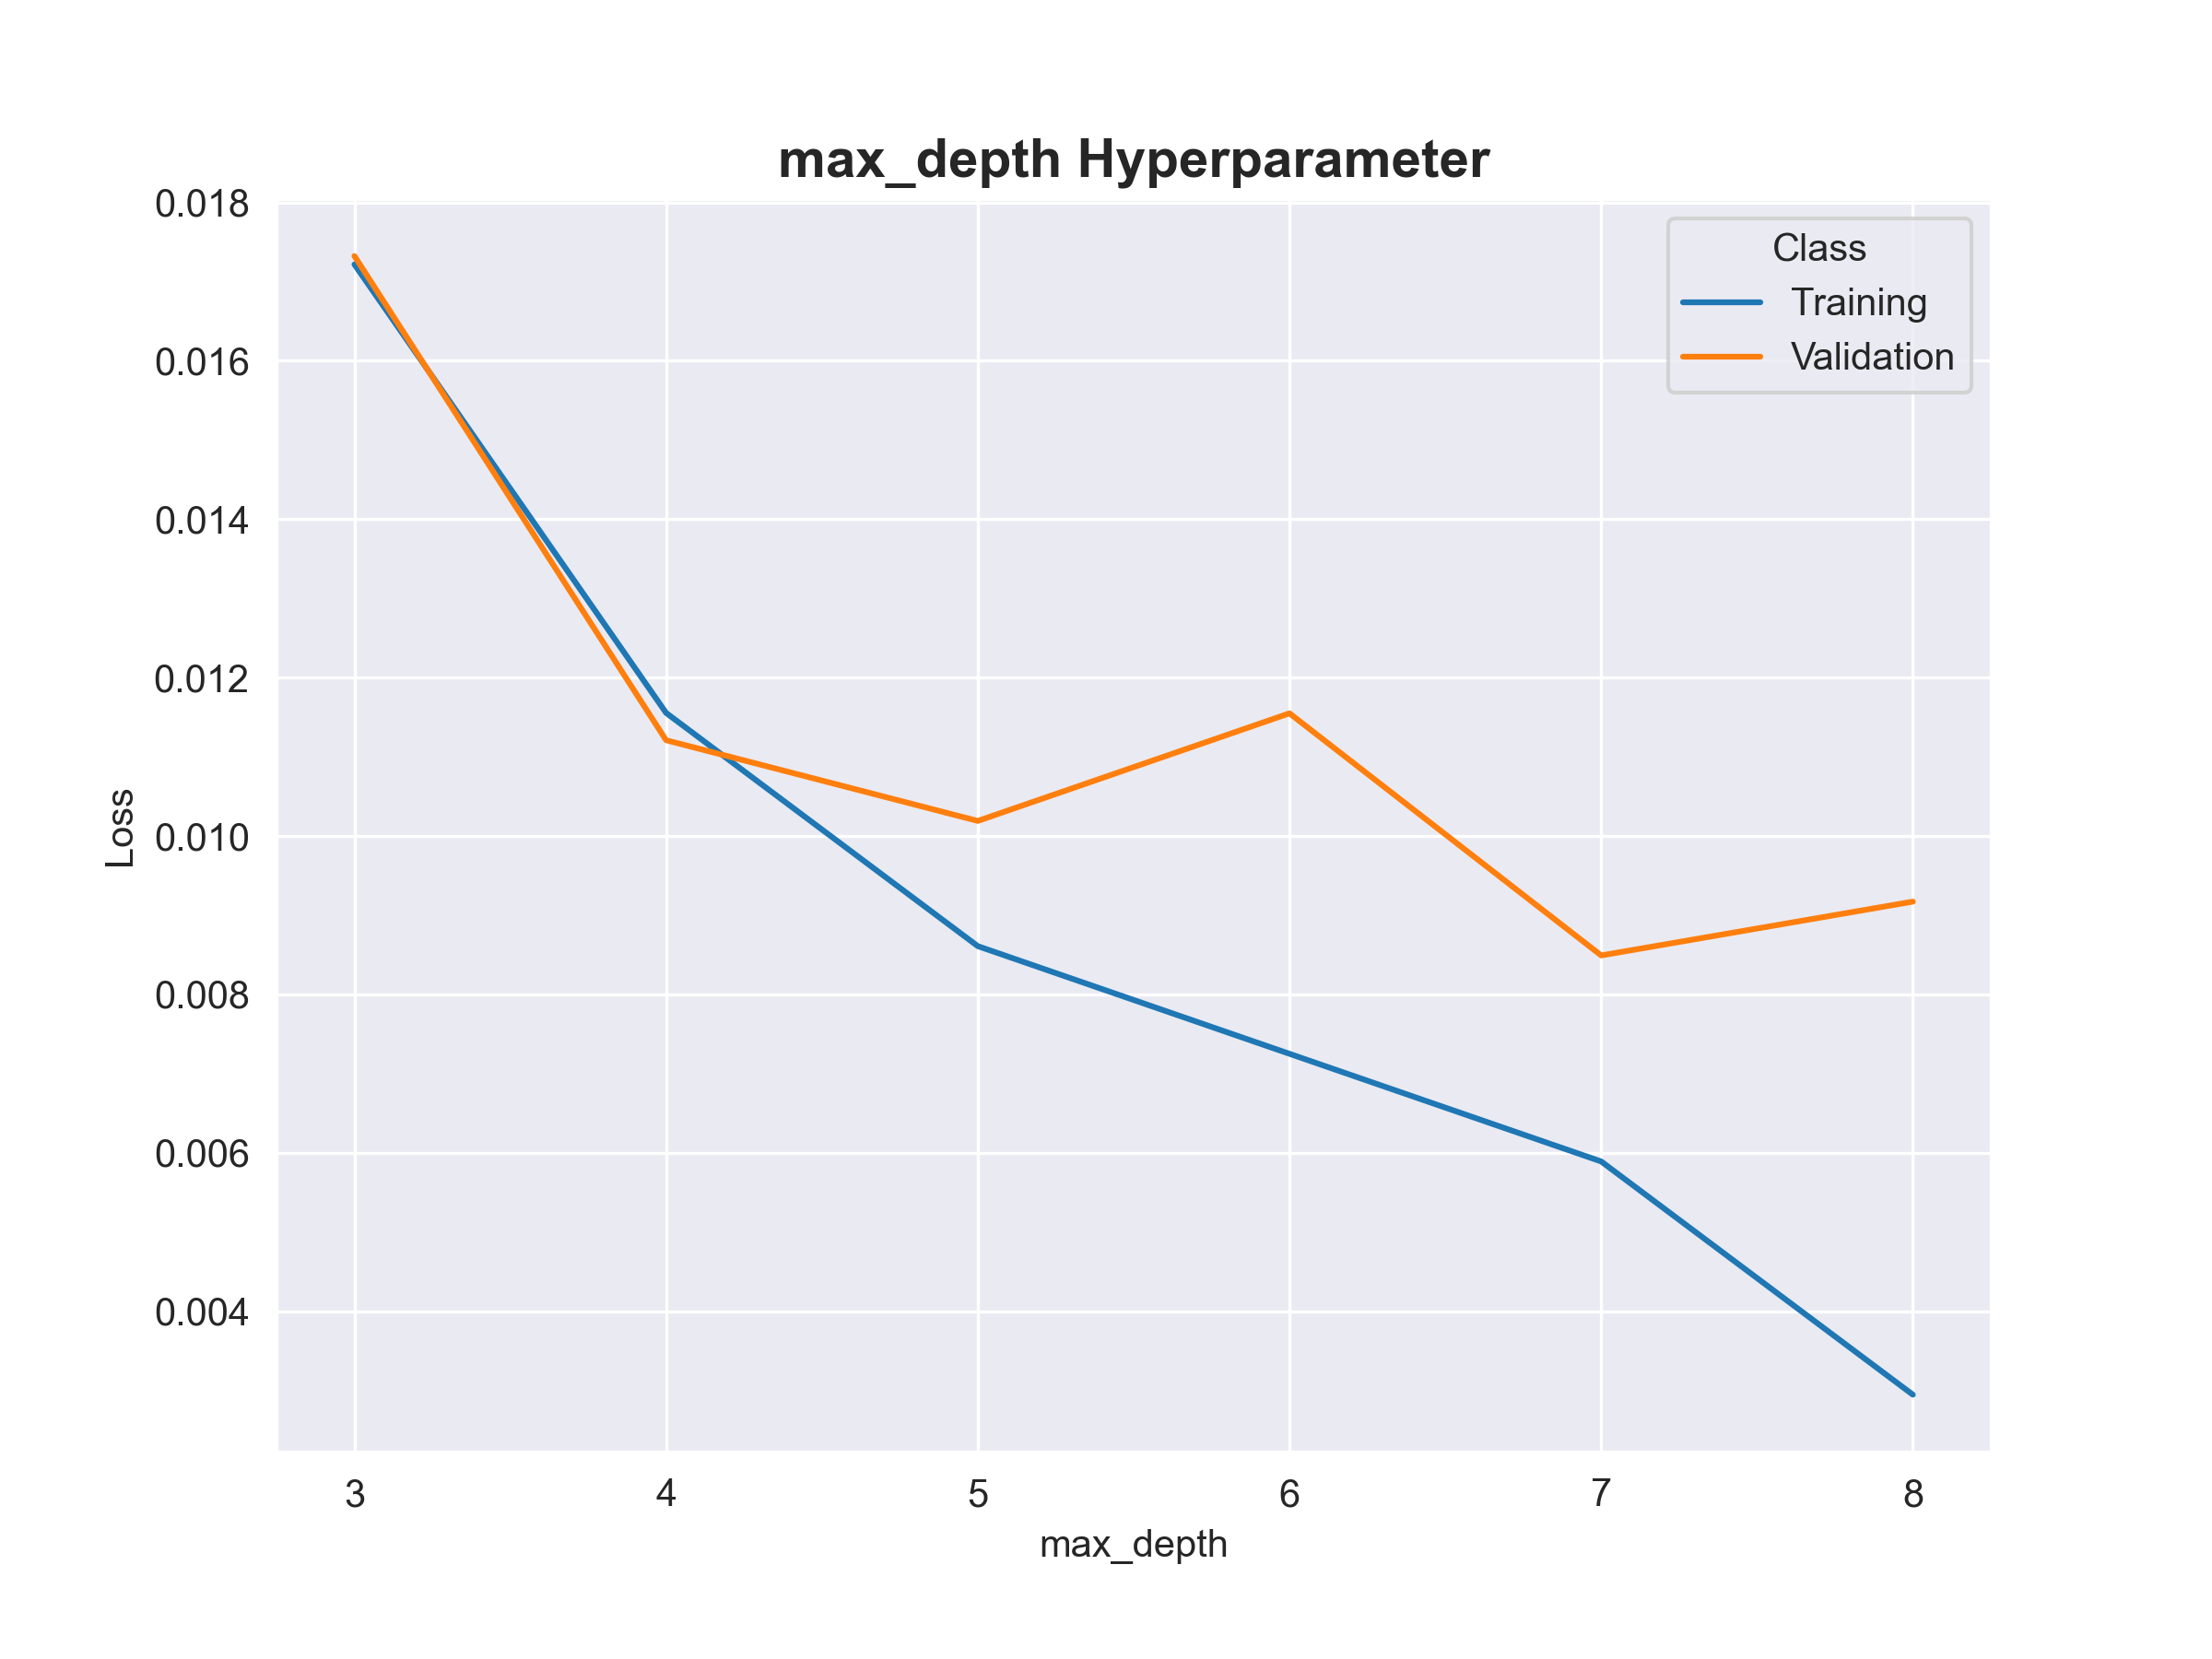 max_depth Hyperparameter
0.018
0.016
0.014
0.012
0.010
0.008
0.006
0.004
Loss
Class
Training
Validation
3 4 5 6 7 8
max_depth